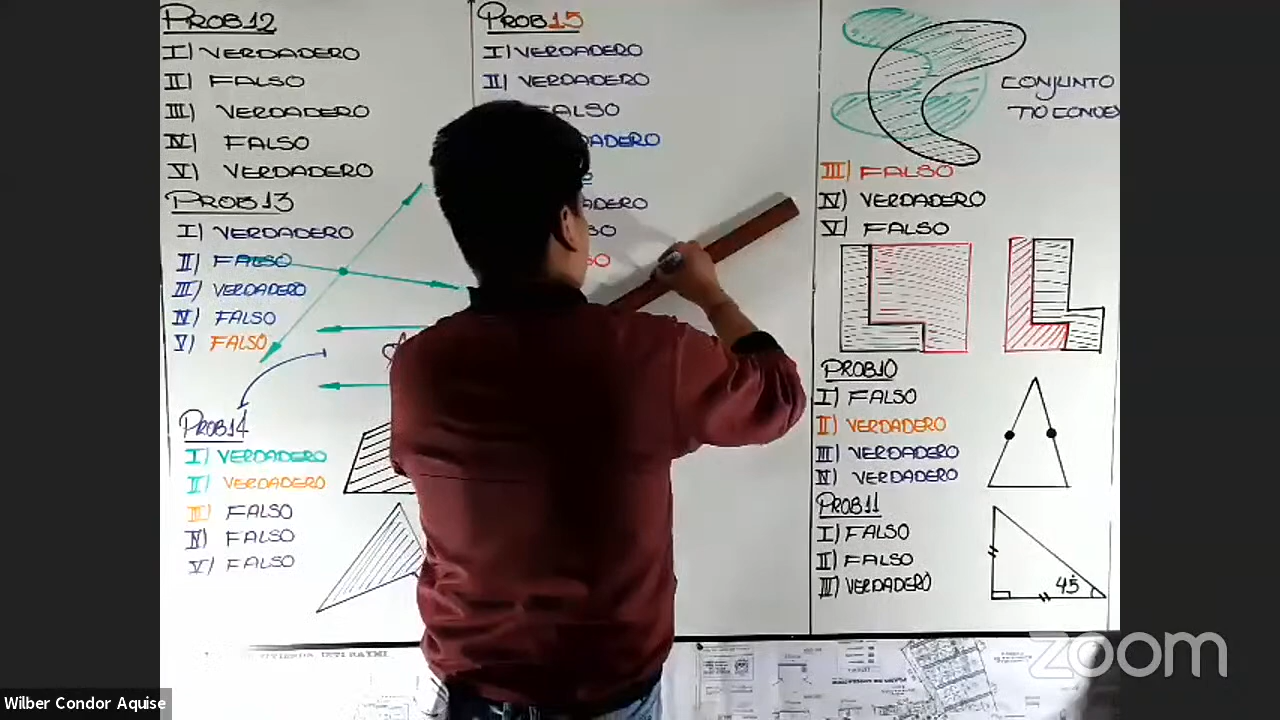 PROB12
I) VERDADERO
II) FALSO
III) VERDADERO
IV) FALSO
V) VERDADERO
PROB13
I) VERDADERO
II) FALSO
III) VERDADERO
IV) FALSO
V) FALSO
PROB14
I) VERDADERO
II) VERDADERO
III) FALSO
IV) FALSO
V) FALSO
PROB15
I) VERDADERO
II) VERDADERO
FALSO
CONJUNTO
III) FALSO
IV) VERDADERO
V) FALSO
PROB10
I) FALSO
II) VERDADERO
III) VERDADERO
IV) VERDADERO
PROB11
I) FALSO
II) FALSO
III) VERDADERO
45
zoom
Wilber Condor Aquise